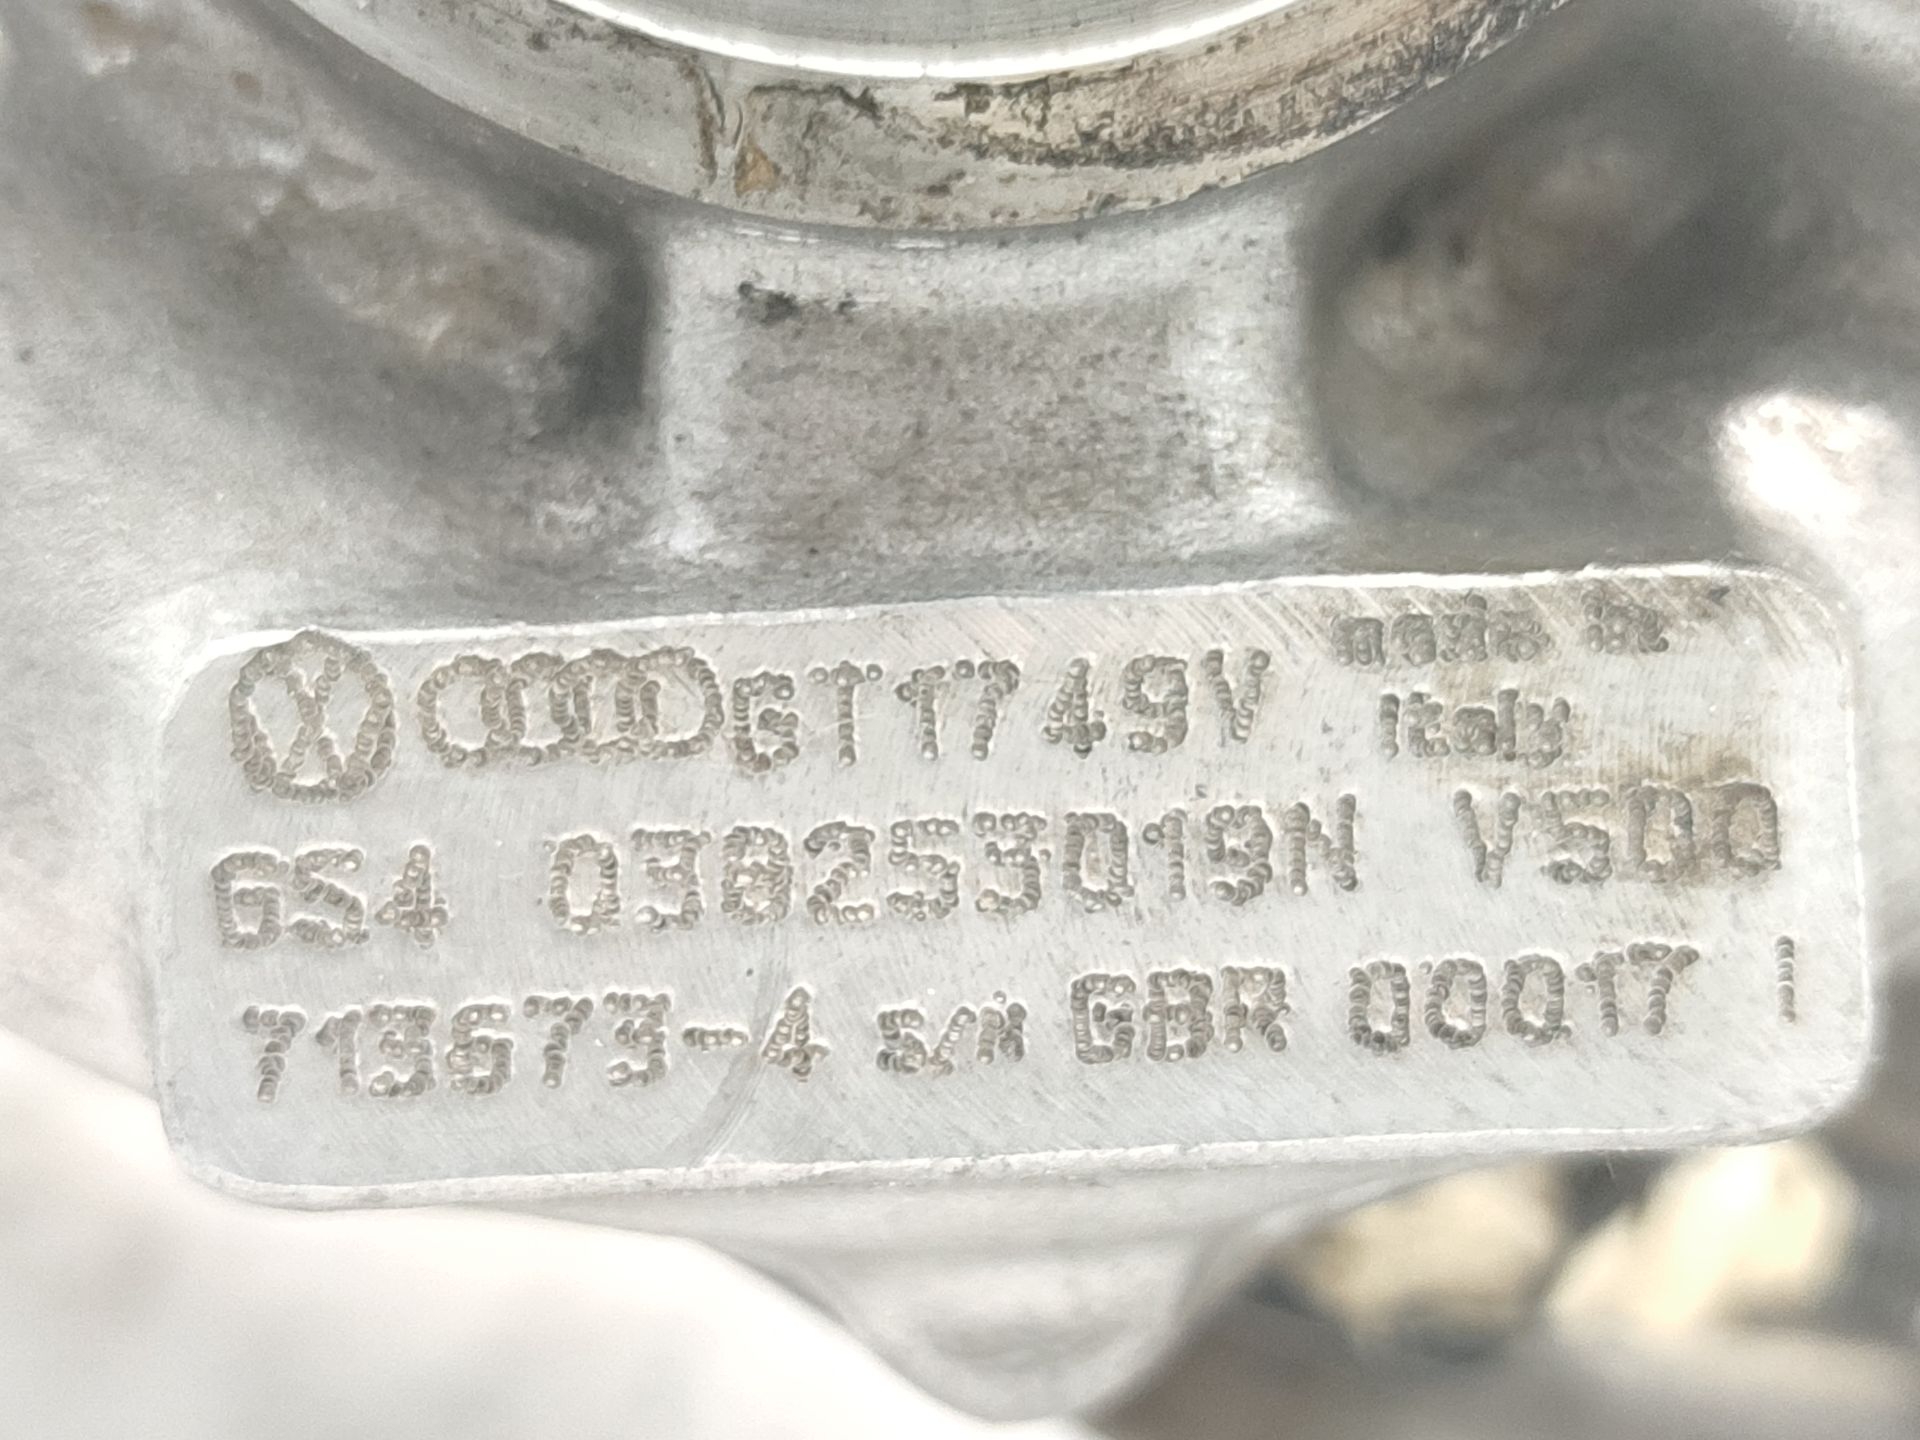 GT1749V made in
Italy
GS4 038253019N V500
713673-4 s/n GBR 00017 I